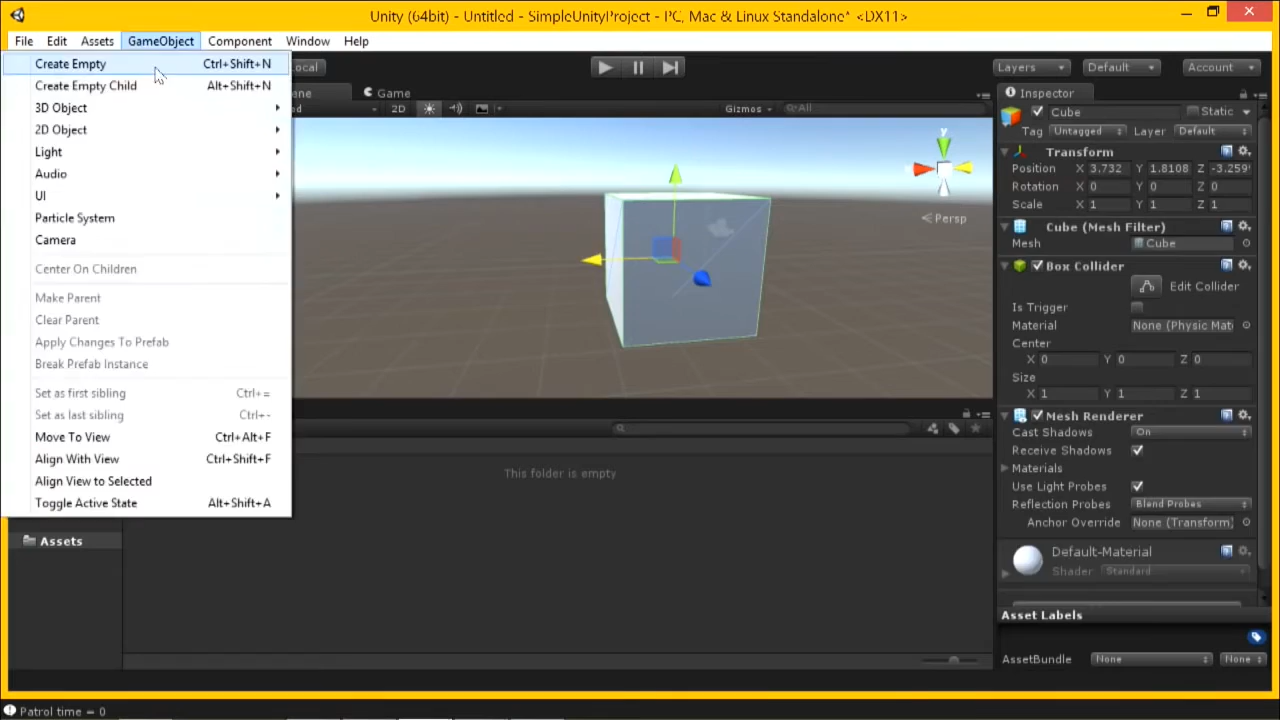 Unity (64bit) - Untitled - SimpleUnityProject - PC, Mac & Linux Standalone* <DX11>
File Edit Assets GameObject Component Window Help
Create Empty Ctrl+Shift+N
Create Empty Child Alt+Shift+N
3D Object
2D Object
Light
Audio
UI
Particle System
Camera
Center On Children
Make Parent
Clear Parent
Apply Changes To Prefab
Break Prefab Instance
Set as first sibling Ctrl+=
Set as last sibling Ctrl+-
Move To View Ctrl+Alt+F
Align With View Ctrl+Shift+F
Align View to Selected
Toggle Active State Alt+Shift+A
ocal
Layers Default Account
ene Game
d 2D Gizmos All
y
Persp
This folder is empty
Assets
Inspector
Cube Static
Tag Untagged Layer Default
Transform
Position X 3.732 Y 1.8108 Z -3.259
Rotation X 0 Y 0 Z 0
Scale X 1 Y 1 Z 1
Cube (Mesh Filter)
Mesh Cube
Box Collider
Edit Collider
Is Trigger
Material None (Physic Mat
Center
X 0 Y 0 Z 0
Size
X 1 Y 1 Z 1
Mesh Renderer
Cast Shadows On
Receive Shadows
Materials
Use Light Probes
Reflection Probes Blend Probes
Anchor Override None (Transform)
Default-Material
Shader Standard
Asset Labels
AssetBundle None None
Patrol time = 0